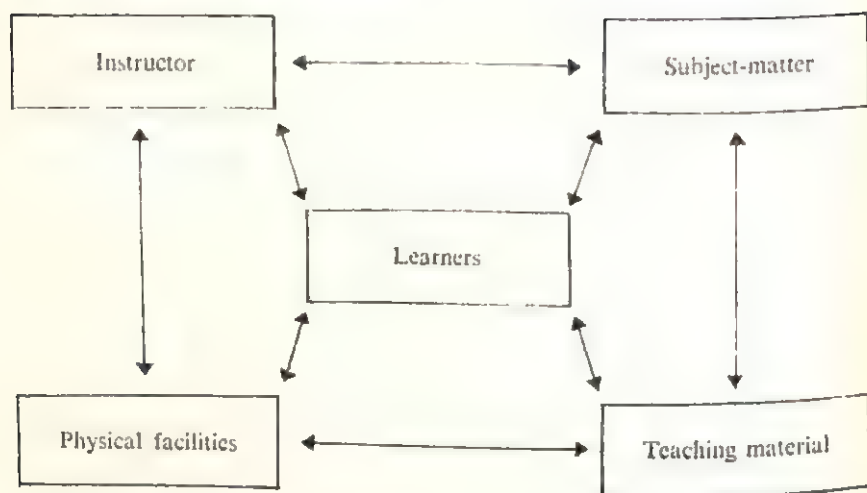 Instructor
Subject-matter
Learners
Physical facilities
Teaching material